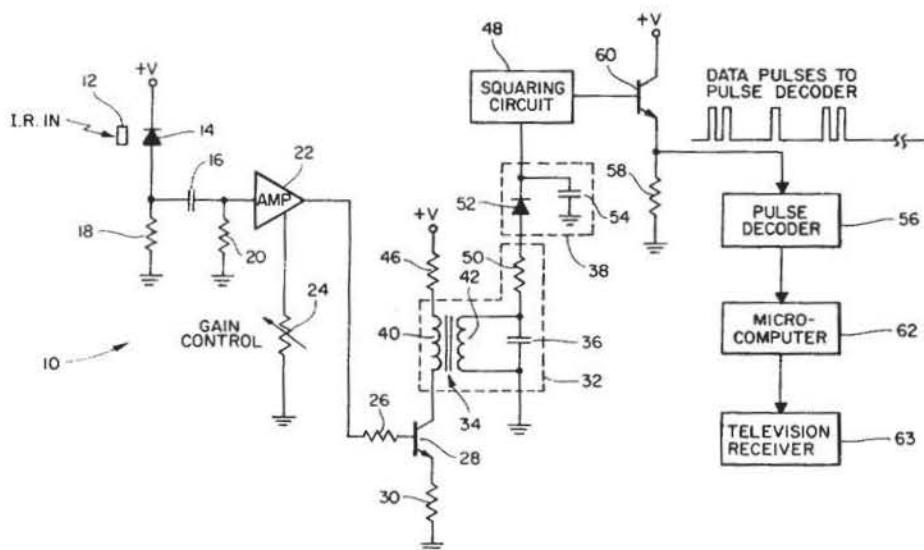 48
+V
60
SQUARING
CIRCUIT
DATA PULSES TO
PULSE DECODER
+V
12
I.R. IN
14
16
22
AMP
18
20
52
54
58
PULSE
DECODER
56
+V
46
50
38
24
42
GAIN
CONTROL
40
36
MICRO-
COMPUTER
62
10
32
34
26
28
TELEVISION
RECEIVER
63
30